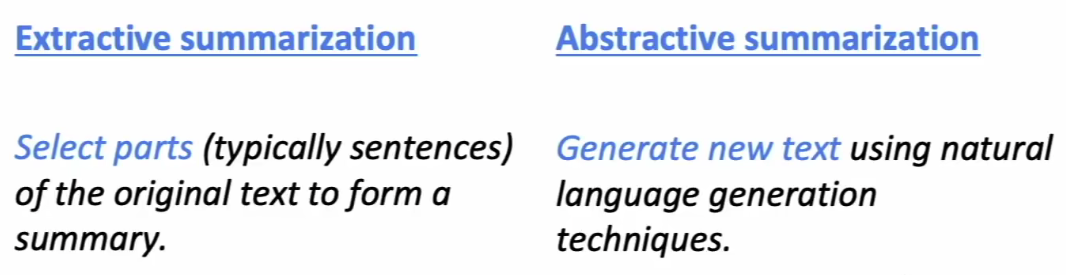 Extractive summarization
Select parts (typically sentences)
of the original text to form a
summary.
Abstractive summarization
Generate new text using natural
language generation
techniques.